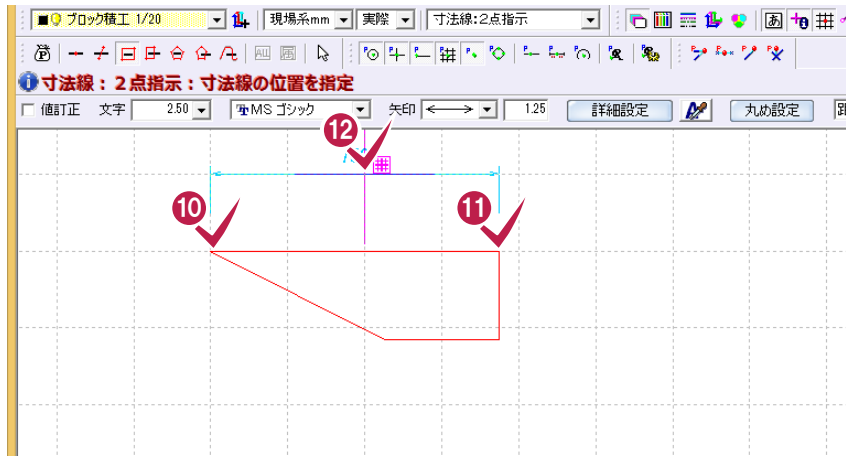 ブロック積工 1/20 現場系mm 実際 寸法線:2点指示 あ
ALL
寸法線：２点指示：寸法線の位置を指定
値訂正 文字 2.50 MS ゴシック 矢印 1.25 詳細設定 丸め設定
12
10
11